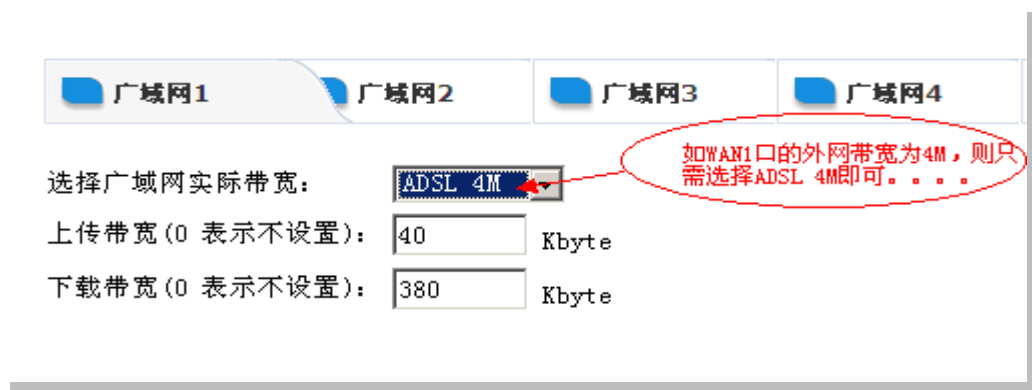 广域网1 广域网2 广域网3 广域网4
如WAN1口的外网带宽为4M，则只
需选择ADSL 4M即可。。。。
选择广域网实际带宽： ADSL 4M
上传带宽(0 表示不设置)： 40 Kbyte
下载带宽(0 表示不设置)： 380 Kbyte